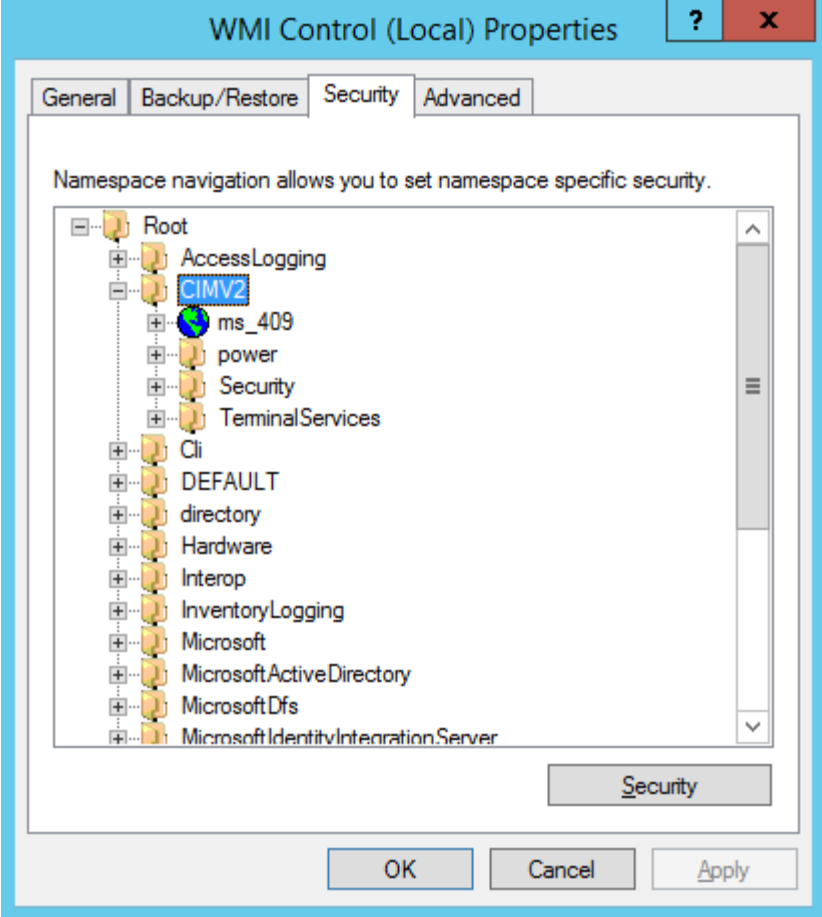 WMI Control (Local) Properties ? x
General Backup/Restore Security Advanced
Namespace navigation allows you to set namespace specific security.
Root
AccessLogging
CIMV2
ms_409
power
Security
TerminalServices
Cli
DEFAULT
directory
Hardware
Interop
InventoryLogging
Microsoft
MicrosoftActiveDirectory
MicrosoftDfs
MicrosoftIdentityIntegrationServer
Security
OK Cancel Apply